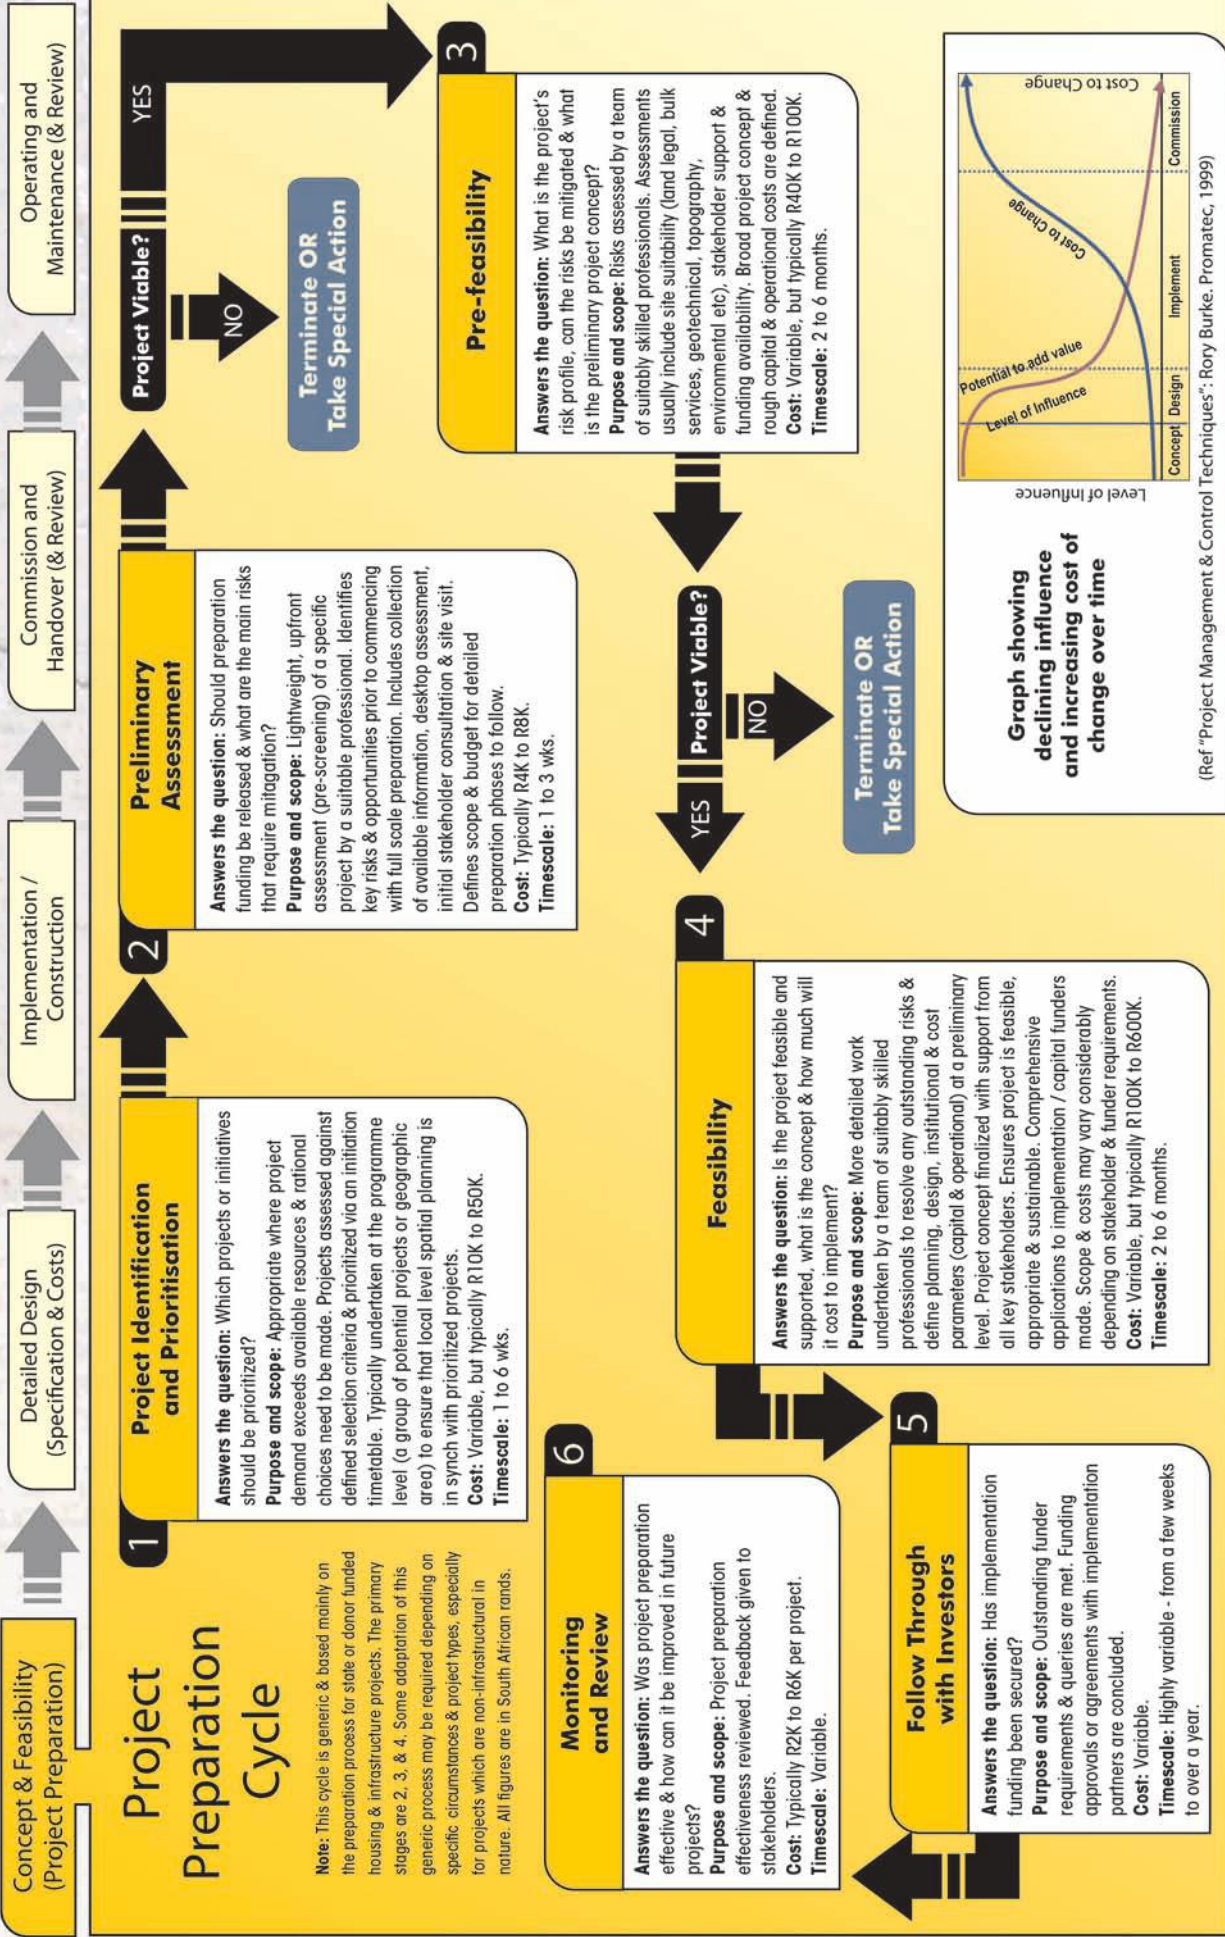 Concept & Feasibility
(Project Preparation)
Detailed Design
(Specification & Costs)
Implementation /
Construction
Commission and
Handover (& Review)
Operating and
Maintenance (& Review)
Project
Preparation
Cycle
Note: This cycle is generic & based mainly on
the preparation process for state or donor funded
housing & infrastructure projects. The primary
stages are 2, 3, & 4. Some adaptation of this
generic process may be required depending on
specific circumstances & project types, especially
for projects which are non-infrastructural in
nature. All figures are in South African rands.
1
Project Identification
and Prioritisation
Answers the question: Which projects or initiatives
should be prioritized?
Purpose and scope: Appropriate where project
demand exceeds available resources & rational
choices need to be made. Projects assessed against
defined selection criteria & prioritized via an initiation
timetable. Typically undertaken at the programme
level (a group of potential projects or geographic
area) to ensure that local level spatial planning is
in synch with prioritized projects.
Cost: Variable, but typically R10K to R50K.
Timescale: 1 to 6 wks.
2
Preliminary
Assessment
Answers the question: Should preparation
funding be released & what are the main risks
that require mitagation?
Purpose and scope: Lightweight, upfront
assessment (pre-screening) of a specific
project by a suitable professional. Identifies
key risks & opportunities prior to commencing
with full scale preparation. Includes collection
of available information, desktop assessment,
initial stakeholder consultation & site visit.
Defines scope & budget for detailed
preparation phases to follow.
Cost: Typically R4K to R8K.
Timescale: 1 to 3 wks.
Project Viable?
YES
NO
Terminate OR
Take Special Action
3
Pre-feasibility
Answers the question: What is the project's
risk profile, can the risks be mitigated & what
is the preliminary project concept?
Purpose and scope: Risks assessed by a team
of suitably skilled professionals. Assessments
usually include site suitability (land legal, bulk
services, geotechnical, topography,
environmental etc), stakeholder support &
funding availability. Broad project concept &
rough capital & operational costs are defined.
Cost: Variable, but typically R40K to R100K.
Timescale: 2 to 6 months.
Project Viable?
YES
NO
Terminate OR
Take Special Action
4
Feasibility
Answers the question: Is the project feasible and
supported, what is the concept & how much will
it cost to implement?
Purpose and scope: More detailed work
undertaken by a team of suitably skilled
professionals to resolve any outstanding risks &
define planning, design, institutional & cost
parameters (capital & operational) at a preliminary
level. Project concept finalized with support from
all key stakeholders. Ensures project is feasible,
appropriate & sustainable. Comprehensive
applications to implementation / capital funders
made. Scope & costs may vary considerably
depending on stakeholder & funder requirements.
Cost: Variable, but typically R100K to R600K.
Timescale: 2 to 6 months.
5
Follow Through
with Investors
Answers the question: Has implementation
funding been secured?
Purpose and scope: Outstanding funder
requirements & queries are met. Funding
approvals or agreements with implementation
partners are concluded.
Cost: Variable.
Timescale: Highly variable - from a few weeks
to over a year.
6
Monitoring
and Review
Answers the question: Was project preparation
effective & how can it be improved in future
projects?
Purpose and scope: Project preparation
effectiveness reviewed. Feedback given to
stakeholders.
Cost: Typically R2K to R6K per project.
Timescale: Variable.
Graph showing
declining influence
and increasing cost of
change over time
Level of Influence
Potential to add value
Level of Influence
Cost to Change
Cost to Change
Concept
Design
Implement
Commission
(Ref "Project Management & Control Techniques": Rory Burke. Promatec, 1999)